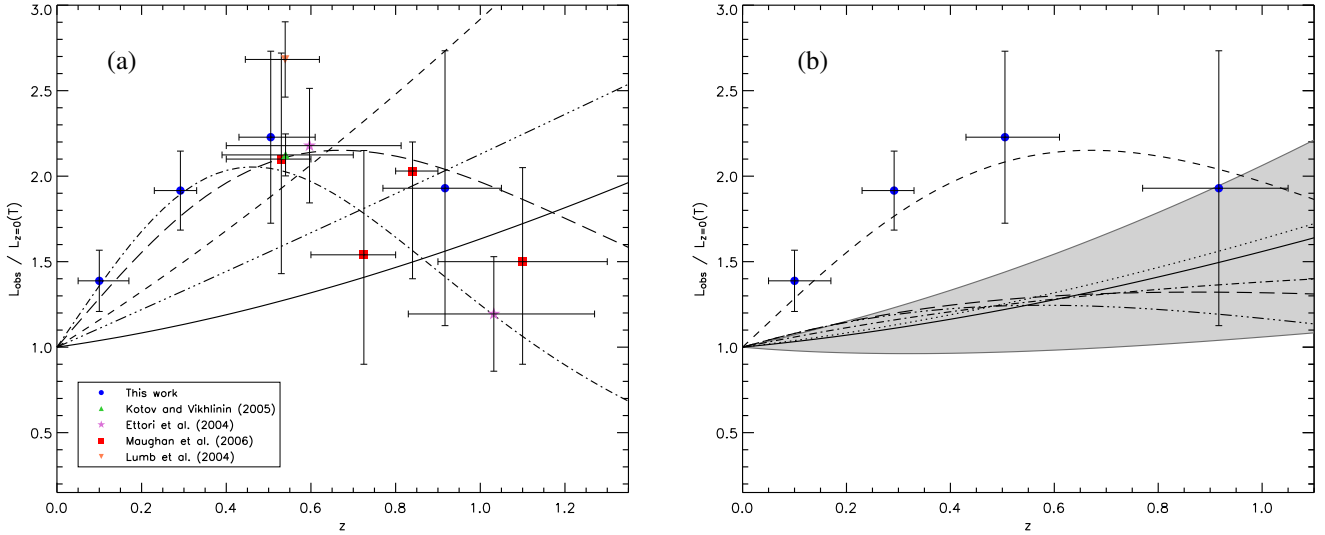 (a)
3.0
2.5
2.0
1.5
1.0
0.5
L_obs / L_z=0(T)
0.0 0.2 0.4 0.6 0.8 1.0 1.2
z
This work
Kotov and Vikhlinin (2005)
Ettori et al. (2004)
Maughan et al. (2006)
Lumb et al. (2004)
(b)
3.0
2.5
2.0
1.5
1.0
0.5
L_obs / L_z=0(T)
0.0 0.2 0.4 0.6 0.8 1.0
z